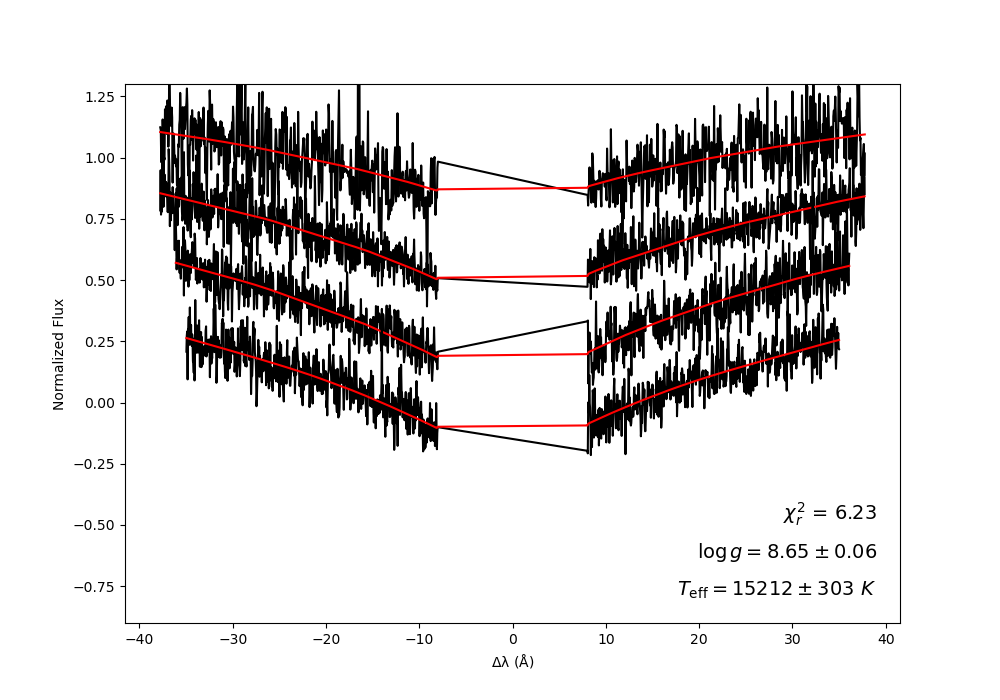 1.25
1.00
0.75
0.50
0.25
0.00
−0.25
−0.50
−0.75
Normalized Flux
χ²ᵣ = 6.23
log g = 8.65 ± 0.06
T_eff = 15212 ± 303 K
−40 −30 −20 −10 0 10 20 30 40
Δλ (Å)